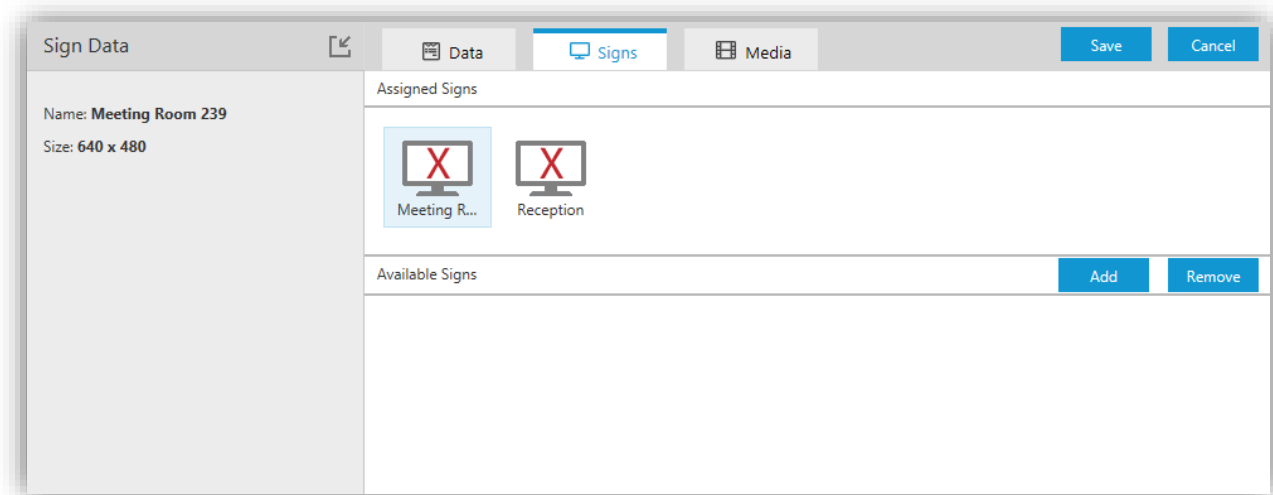 Sign Data
Data
Signs
Media
Save
Cancel
Name: Meeting Room 239
Size: 640 x 480
Assigned Signs
X
X
Meeting R...
Reception
Available Signs
Add
Remove